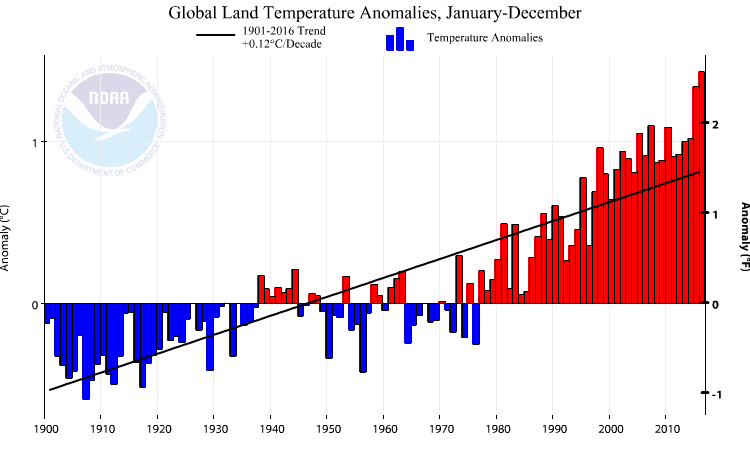 Global Land Temperature Anomalies, January-December
1901-2016 Trend
+0.12°C/Decade
Temperature Anomalies
NATIONAL OCEANIC AND ATMOSPHERIC ADMINISTRATION
NOAA
U.S. DEPARTMENT OF COMMERCE
Anomaly (°C)
1
0
Anomaly (°F)
2
1
0
-1
1900 1910 1920 1930 1940 1950 1960 1970 1980 1990 2000 2010